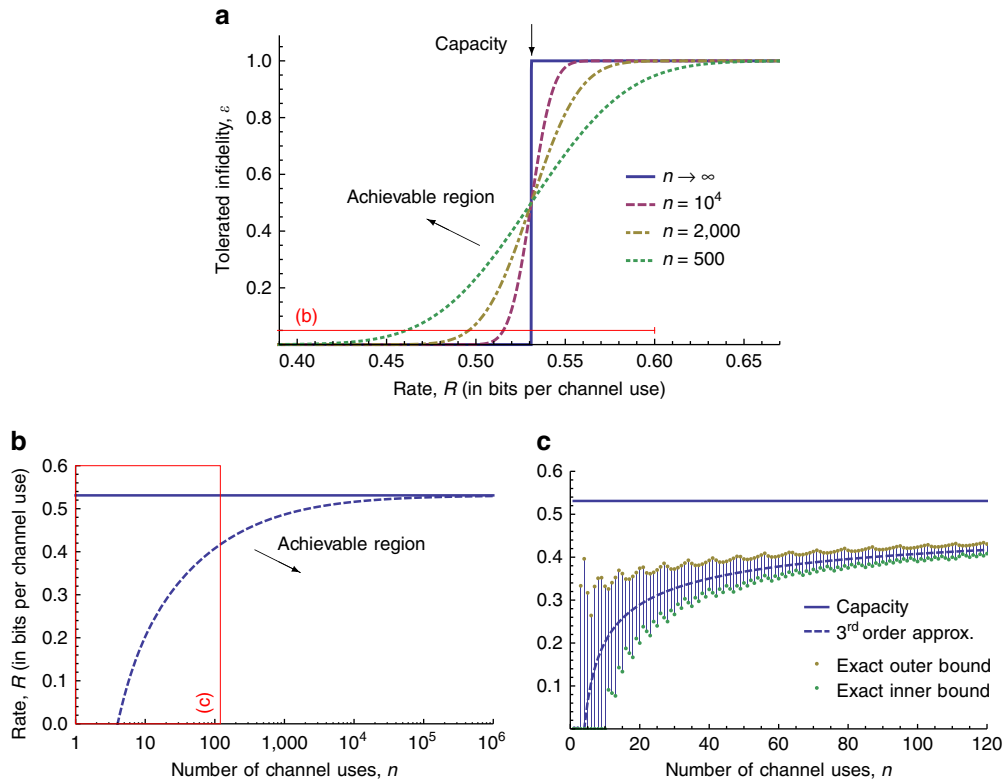 a
Capacity
1.0
0.8
0.6
0.4
0.2
Tolerated infidelity, ε
Achievable region
n → ∞
n = 10⁴
n = 2,000
n = 500
(b)
0.40 0.45 0.50 0.55 0.60 0.65
Rate, R (in bits per channel use)
b
0.6
0.5
0.4
0.3
0.2
0.1
0.0
Rate, R (in bits per channel use)
Achievable region
(c)
1 10 100 1,000 10⁴ 10⁵ 10⁶
Number of channel uses, n
c
0.6
0.5
0.4
0.3
0.2
0.1
Capacity
3rd order approx.
Exact outer bound
Exact inner bound
0 20 40 60 80 100 120
Number of channel uses, n